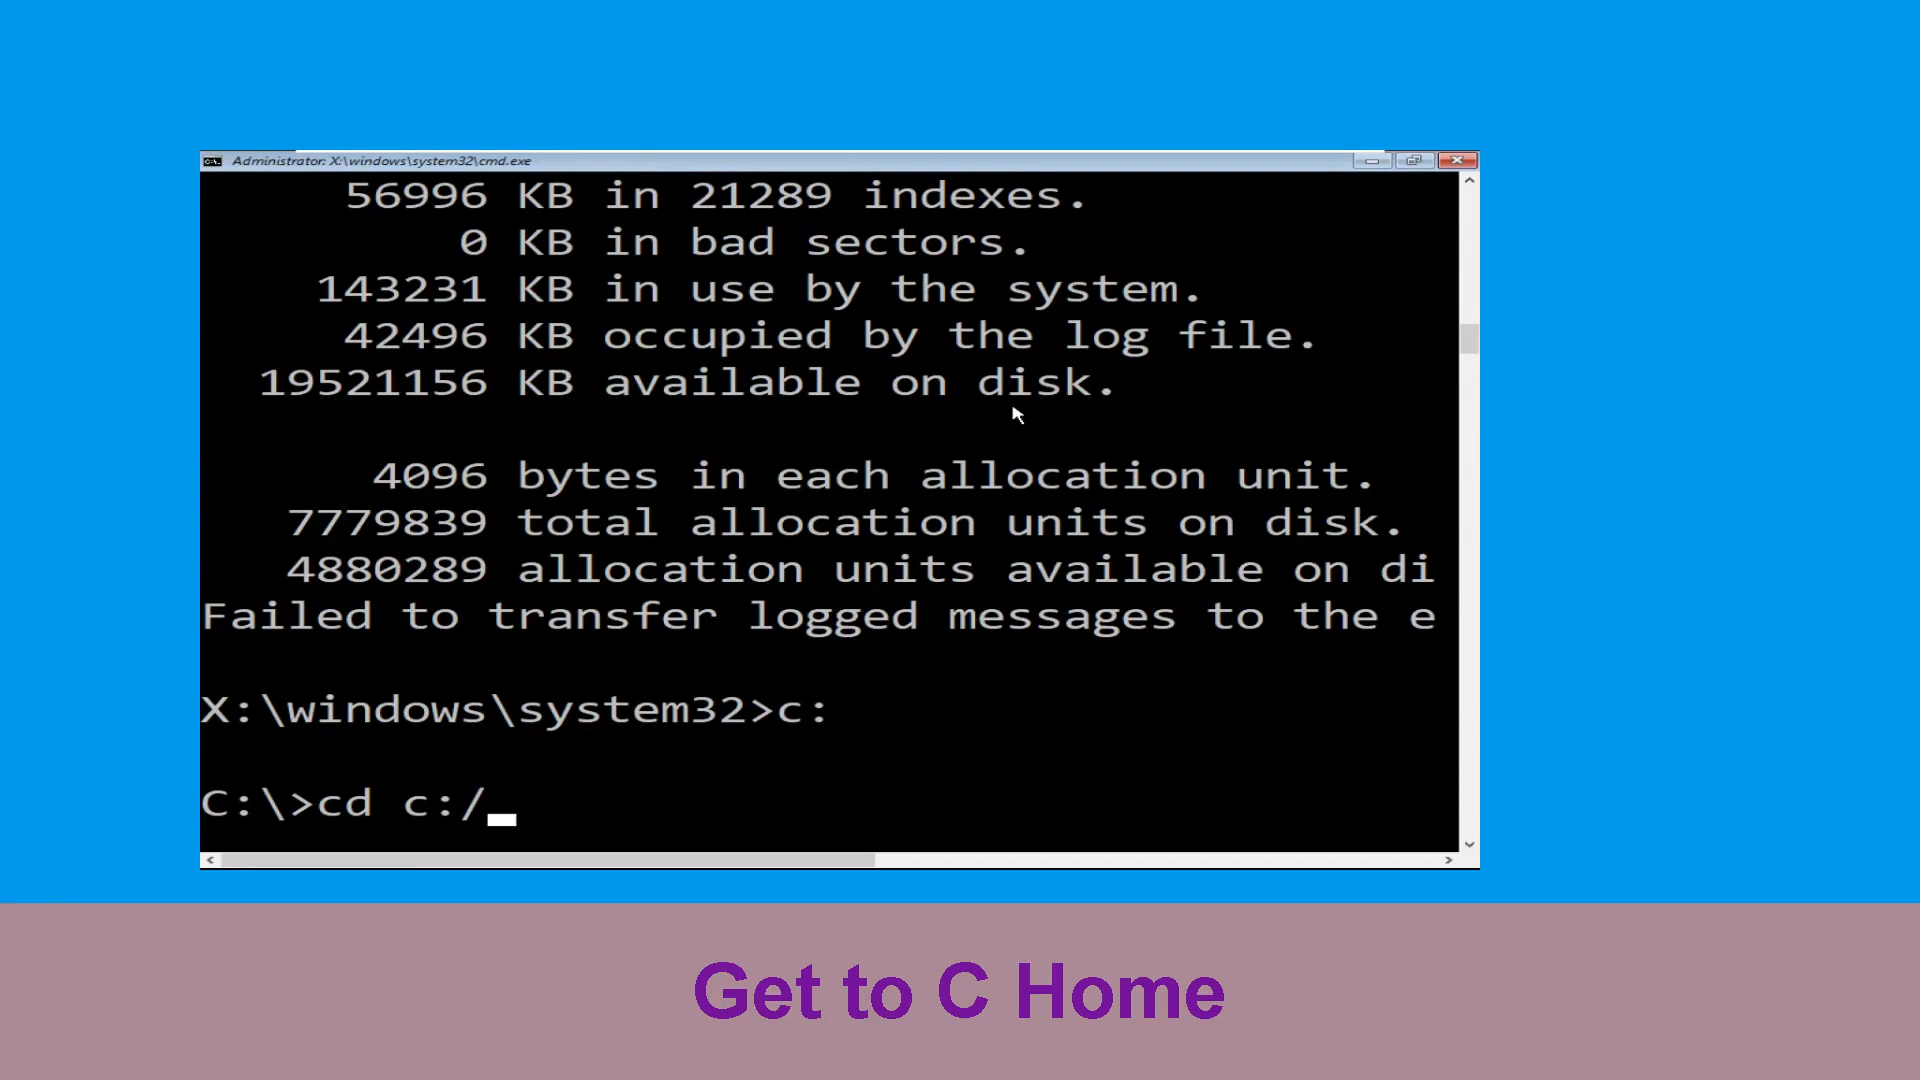 Administrator: X:\windows\system32\cmd.exe
56996 KB in 21289 indexes.
0 KB in bad sectors.
143231 KB in use by the system.
42496 KB occupied by the log file.
19521156 KB available on disk.
4096 bytes in each allocation unit.
7779839 total allocation units on disk.
4880289 allocation units available on di
Failed to transfer logged messages to the e
X:\windows\system32>c:
C:\>cd c:/
Get to C Home